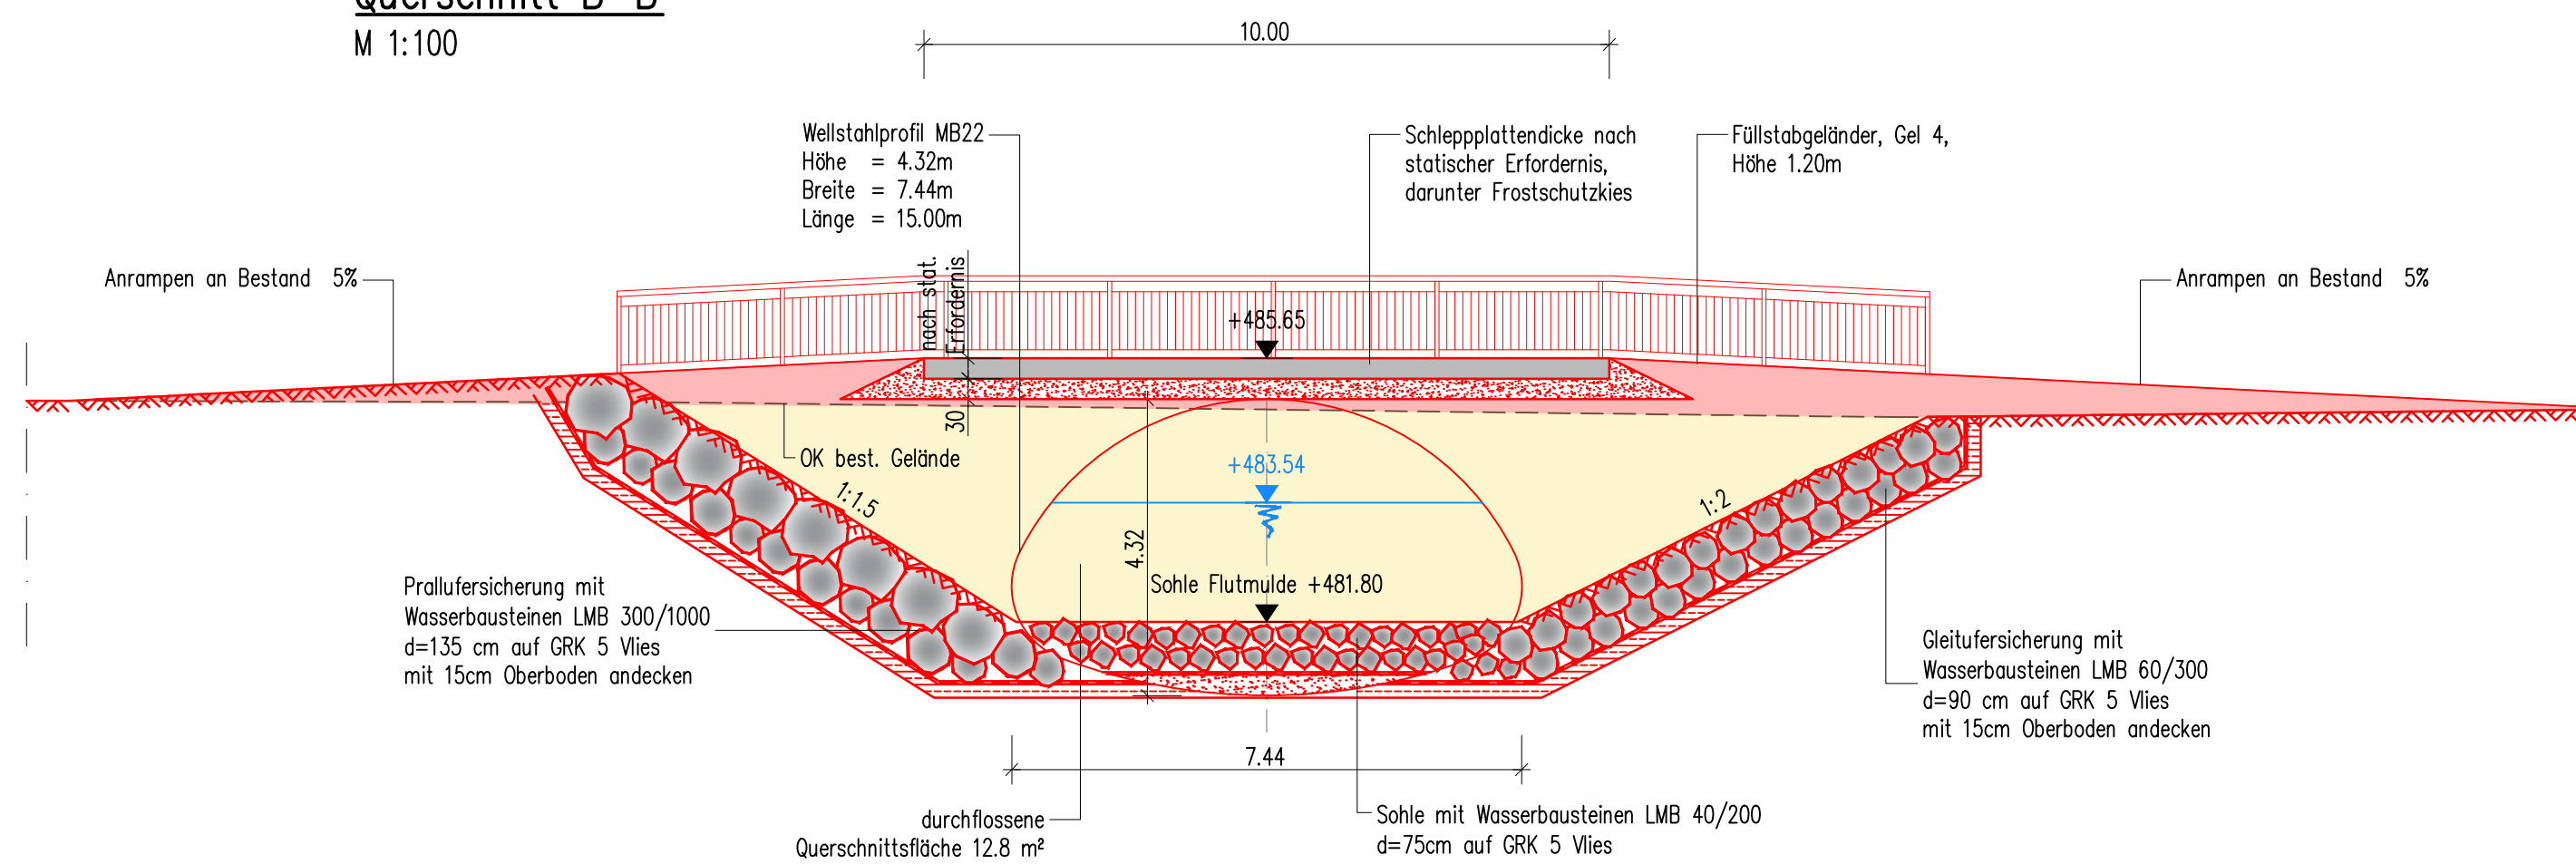 Querschnitt B-B
M 1:100
10.00
Wellstahlprofil MB22
Höhe = 4.32m
Breite = 7.44m
Länge = 15.00m
Schleppplattendicke nach
statischer Erfordernis,
darunter Frostschutzkies
Füllstabgeländer, Gel 4,
Höhe 1.20m
Anrampen an Bestand 5%
nach stat.
Erfordernis
Anrampen an Bestand 5%
+485.65
30
OK best. Gelände
+483.54
1:1.5
1:2
4.32
Sohle Flutmulde +481.80
Prallufersicherung mit
Wasserbausteinen LMB 300/1000
d=135 cm auf GRK 5 Vlies
mit 15cm Oberboden andecken
Gleitufersicherung mit
Wasserbausteinen LMB 60/300
d=90 cm auf GRK 5 Vlies
mit 15cm Oberboden andecken
7.44
durchflossene
Querschnittsfläche 12.8 m²
Sohle mit Wasserbausteinen LMB 40/200
d=75cm auf GRK 5 Vlies